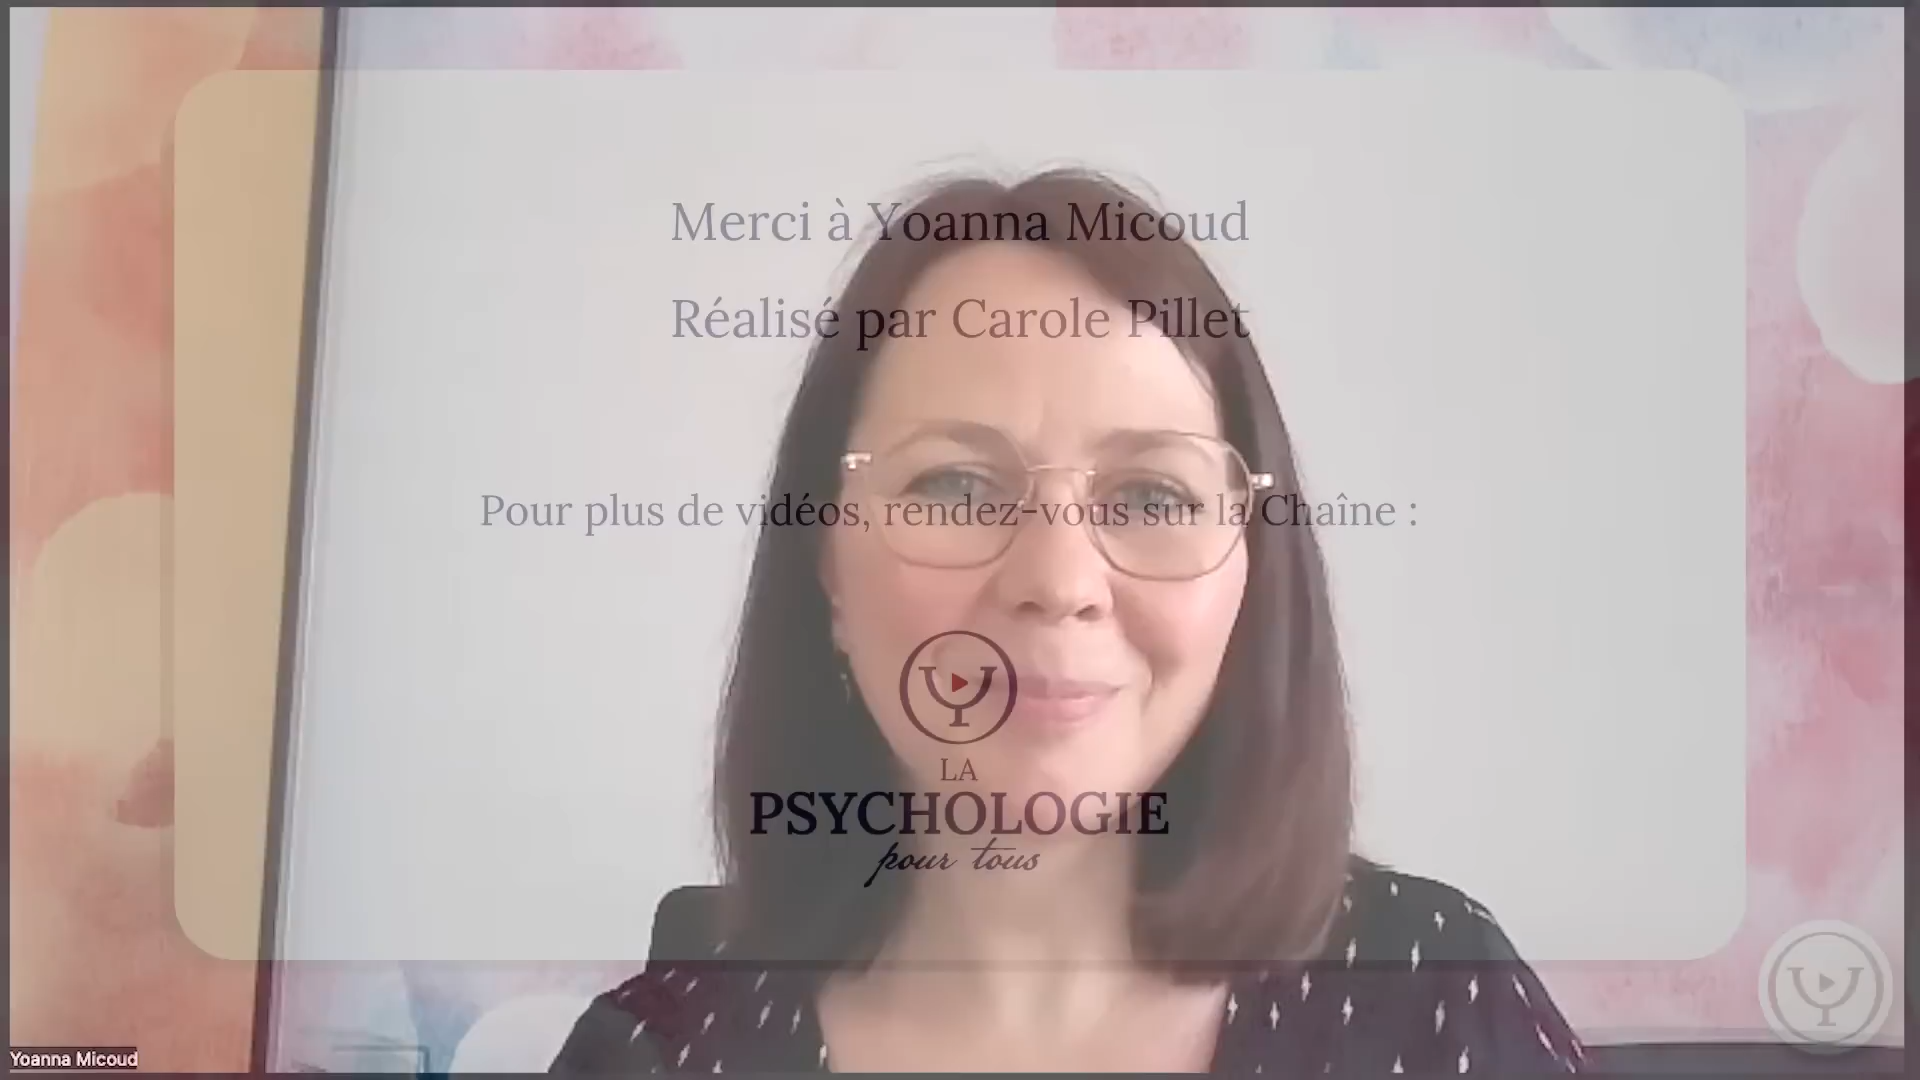 Merci à Yoanna Micoud
Réalisé par Carole Pillet
Pour plus de vidéos, rendez-vous sur la Chaîne :
LA
PSYCHOLOGIE
pour tous
Yoanna Micoud